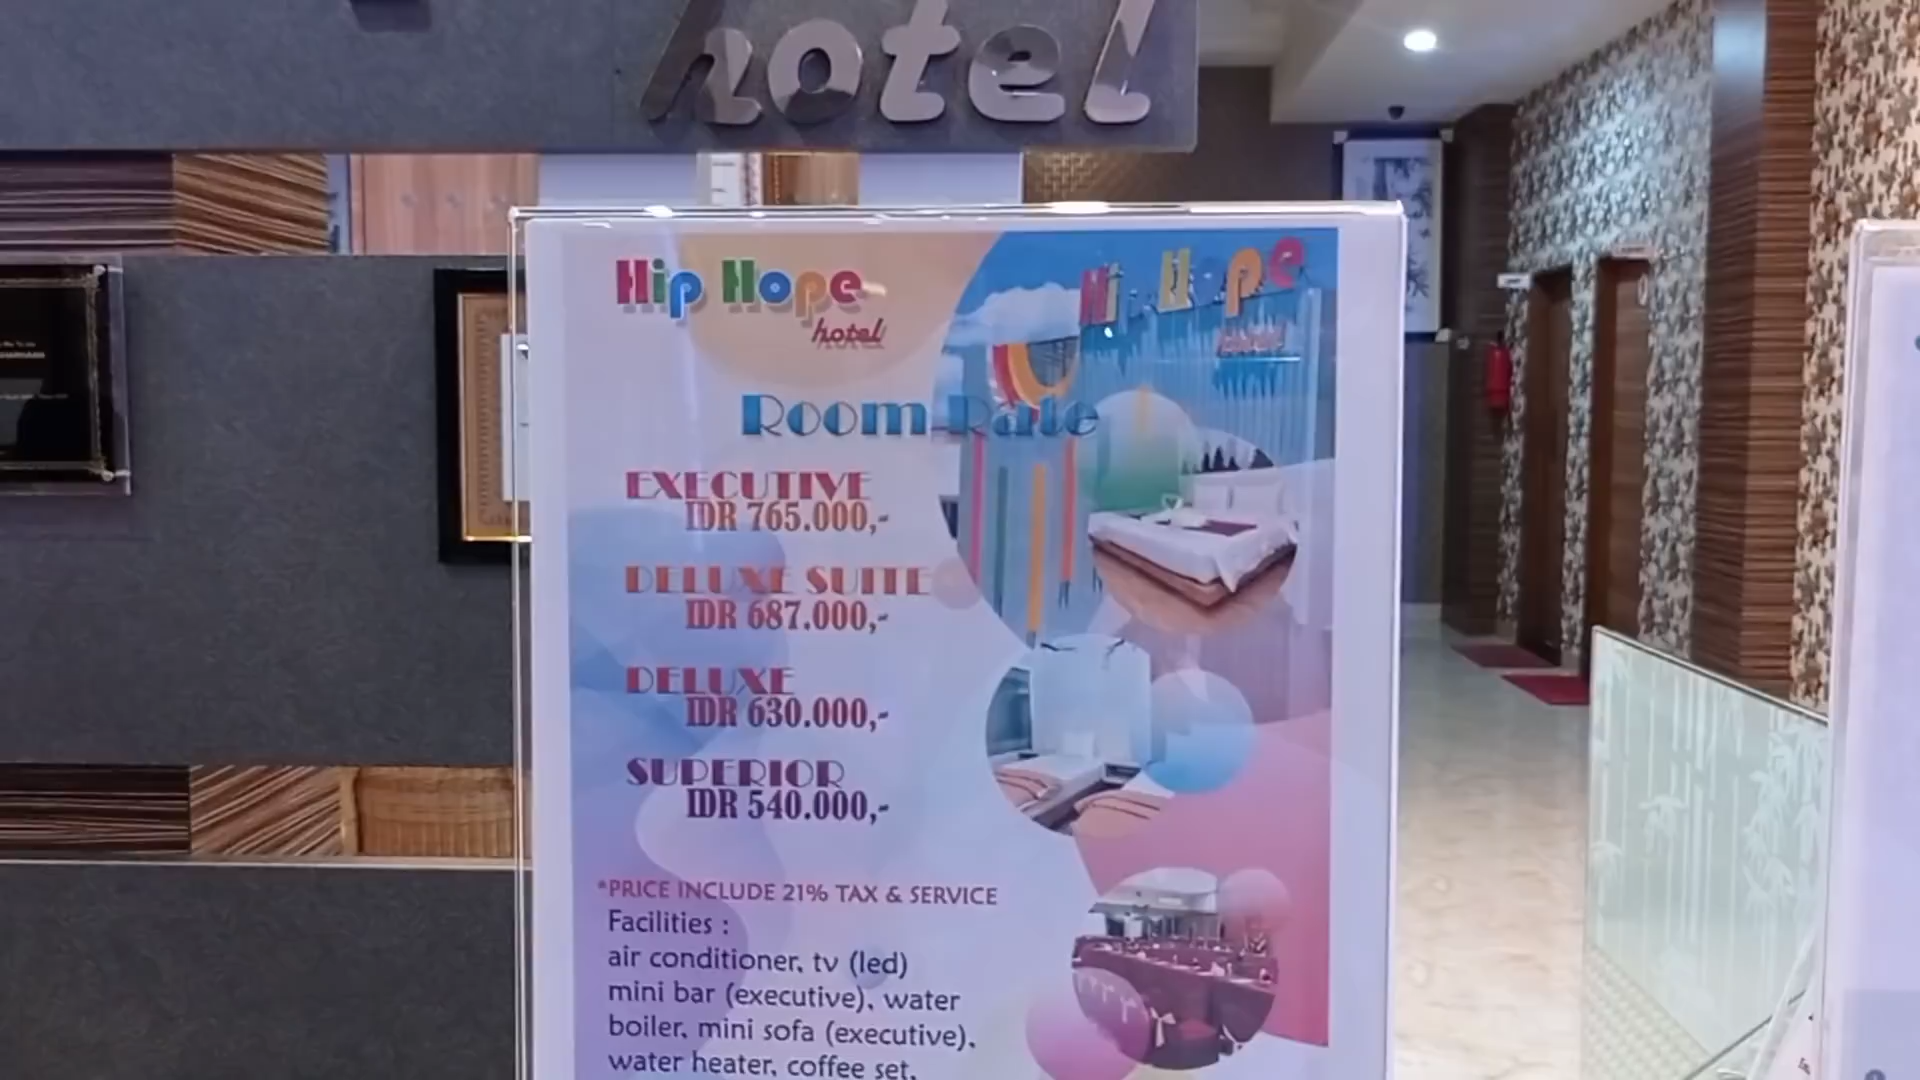 hotel
Hip Hope
hotel
Hip Hope
hotel
Room Rate
EXECUTIVE
IDR 765.000,-
DELUXE SUITE
IDR 687.000,-
DELUXE
IDR 630.000,-
SUPERIOR
IDR 540.000,-
*PRICE INCLUDE 21% TAX & SERVICE
Facilities :
air conditioner, tv (led)
mini bar (executive), water
boiler, mini sofa (executive),
water heater, coffee set,